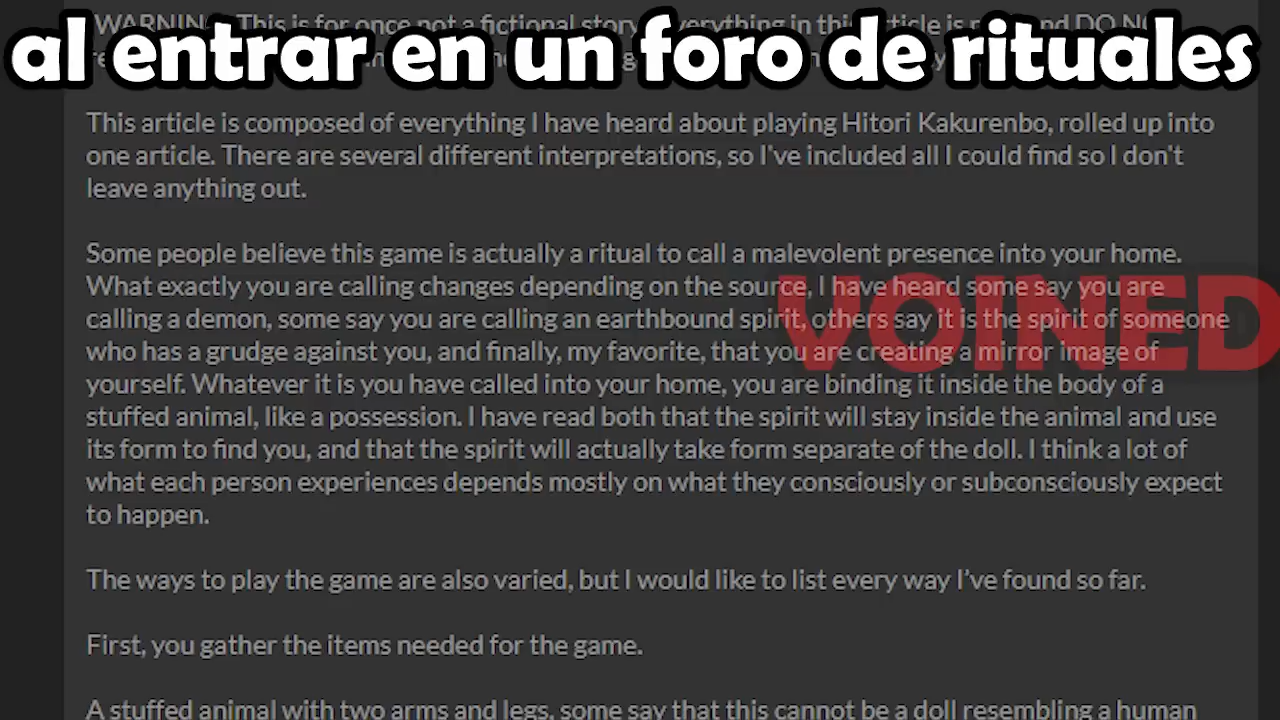 al entrar en un foro de rituales
WARNING: This is for once not a fictional story
This article is composed of everything I have heard about playing Hitori Kakurenbo, rolled up into
one article. There are several different interpretations, so I've included all I could find so I don't
leave anything out.
Some people believe this game is actually a ritual to call a malevolent presence into your home.
What exactly you are calling changes depending on the source, I have heard some say you are
calling a demon, some say you are calling an earthbound spirit, others say it is the spirit of someone
who has a grudge against you, and finally, my favorite, that you are creating a mirror image of
yourself. Whatever it is you have called into your home, you are binding it inside the body of a
stuffed animal, like a possession. I have read both that the spirit will stay inside the animal and use
its form to find you, and that the spirit will actually take form separate of the doll. I think a lot of
what each person experiences depends mostly on what they consciously or subconsciously expect
to happen.
VOINED
The ways to play the game are also varied, but I would like to list every way I've found so far.
First, you gather the items needed for the game.
A stuffed animal with two arms and legs, some say that this cannot be a doll resembling a human